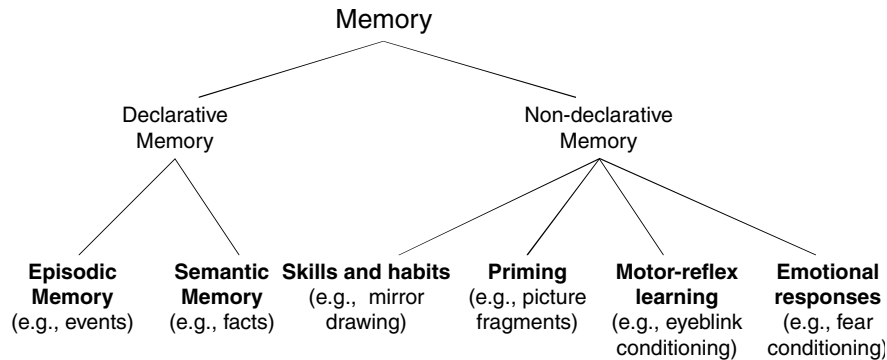 Memory
Declarative
Memory
Non-declarative
Memory
Episodic
Memory
(e.g., events)
Semantic
Memory
(e.g., facts)
Skills and habits
(e.g., mirror
drawing)
Priming
(e.g., picture
fragments)
Motor-reflex
learning
(e.g., eyeblink
conditioning)
Emotional
responses
(e.g., fear
conditioning)